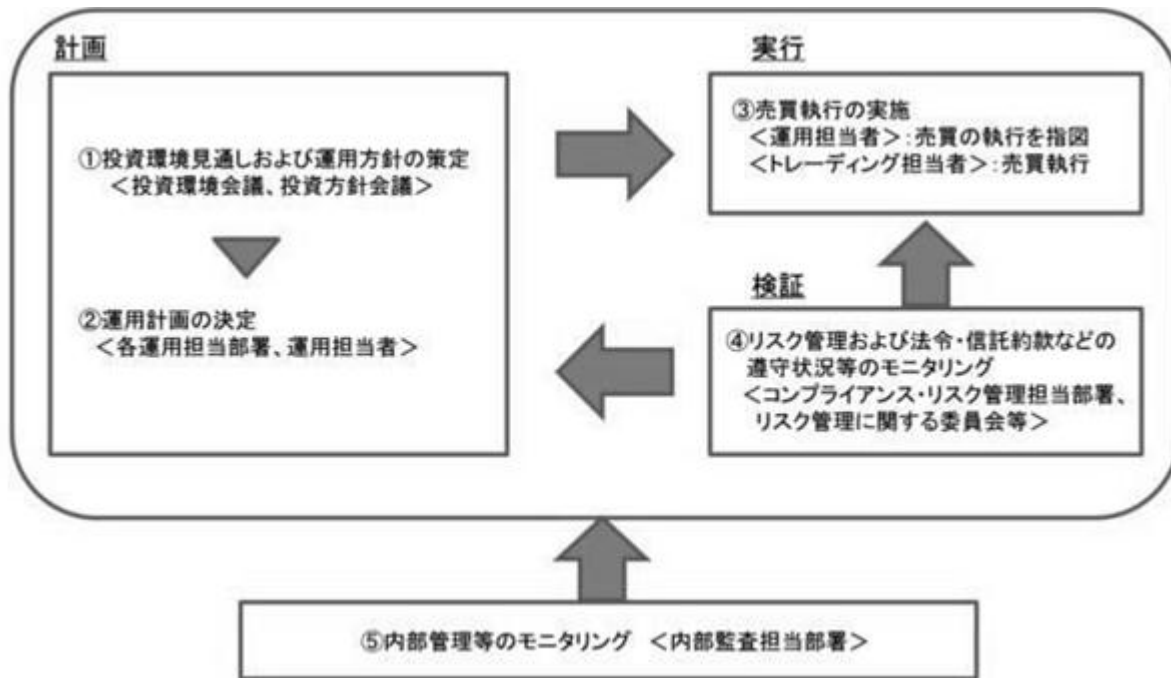 計画
①投資環境見通しおよび運用方針の策定
＜投資環境会議、投資方針会議＞
②運用計画の決定
＜各運用担当部署、運用担当者＞
実行
③売買執行の実施
＜運用担当者＞：売買の執行を指図
＜トレーディング担当者＞：売買執行
検証
④リスク管理および法令・信託約款などの
遵守状況等のモニタリング
＜コンプライアンス・リスク管理担当部署、
リスク管理に関する委員会等＞
⑤内部管理等のモニタリング ＜内部監査担当部署＞